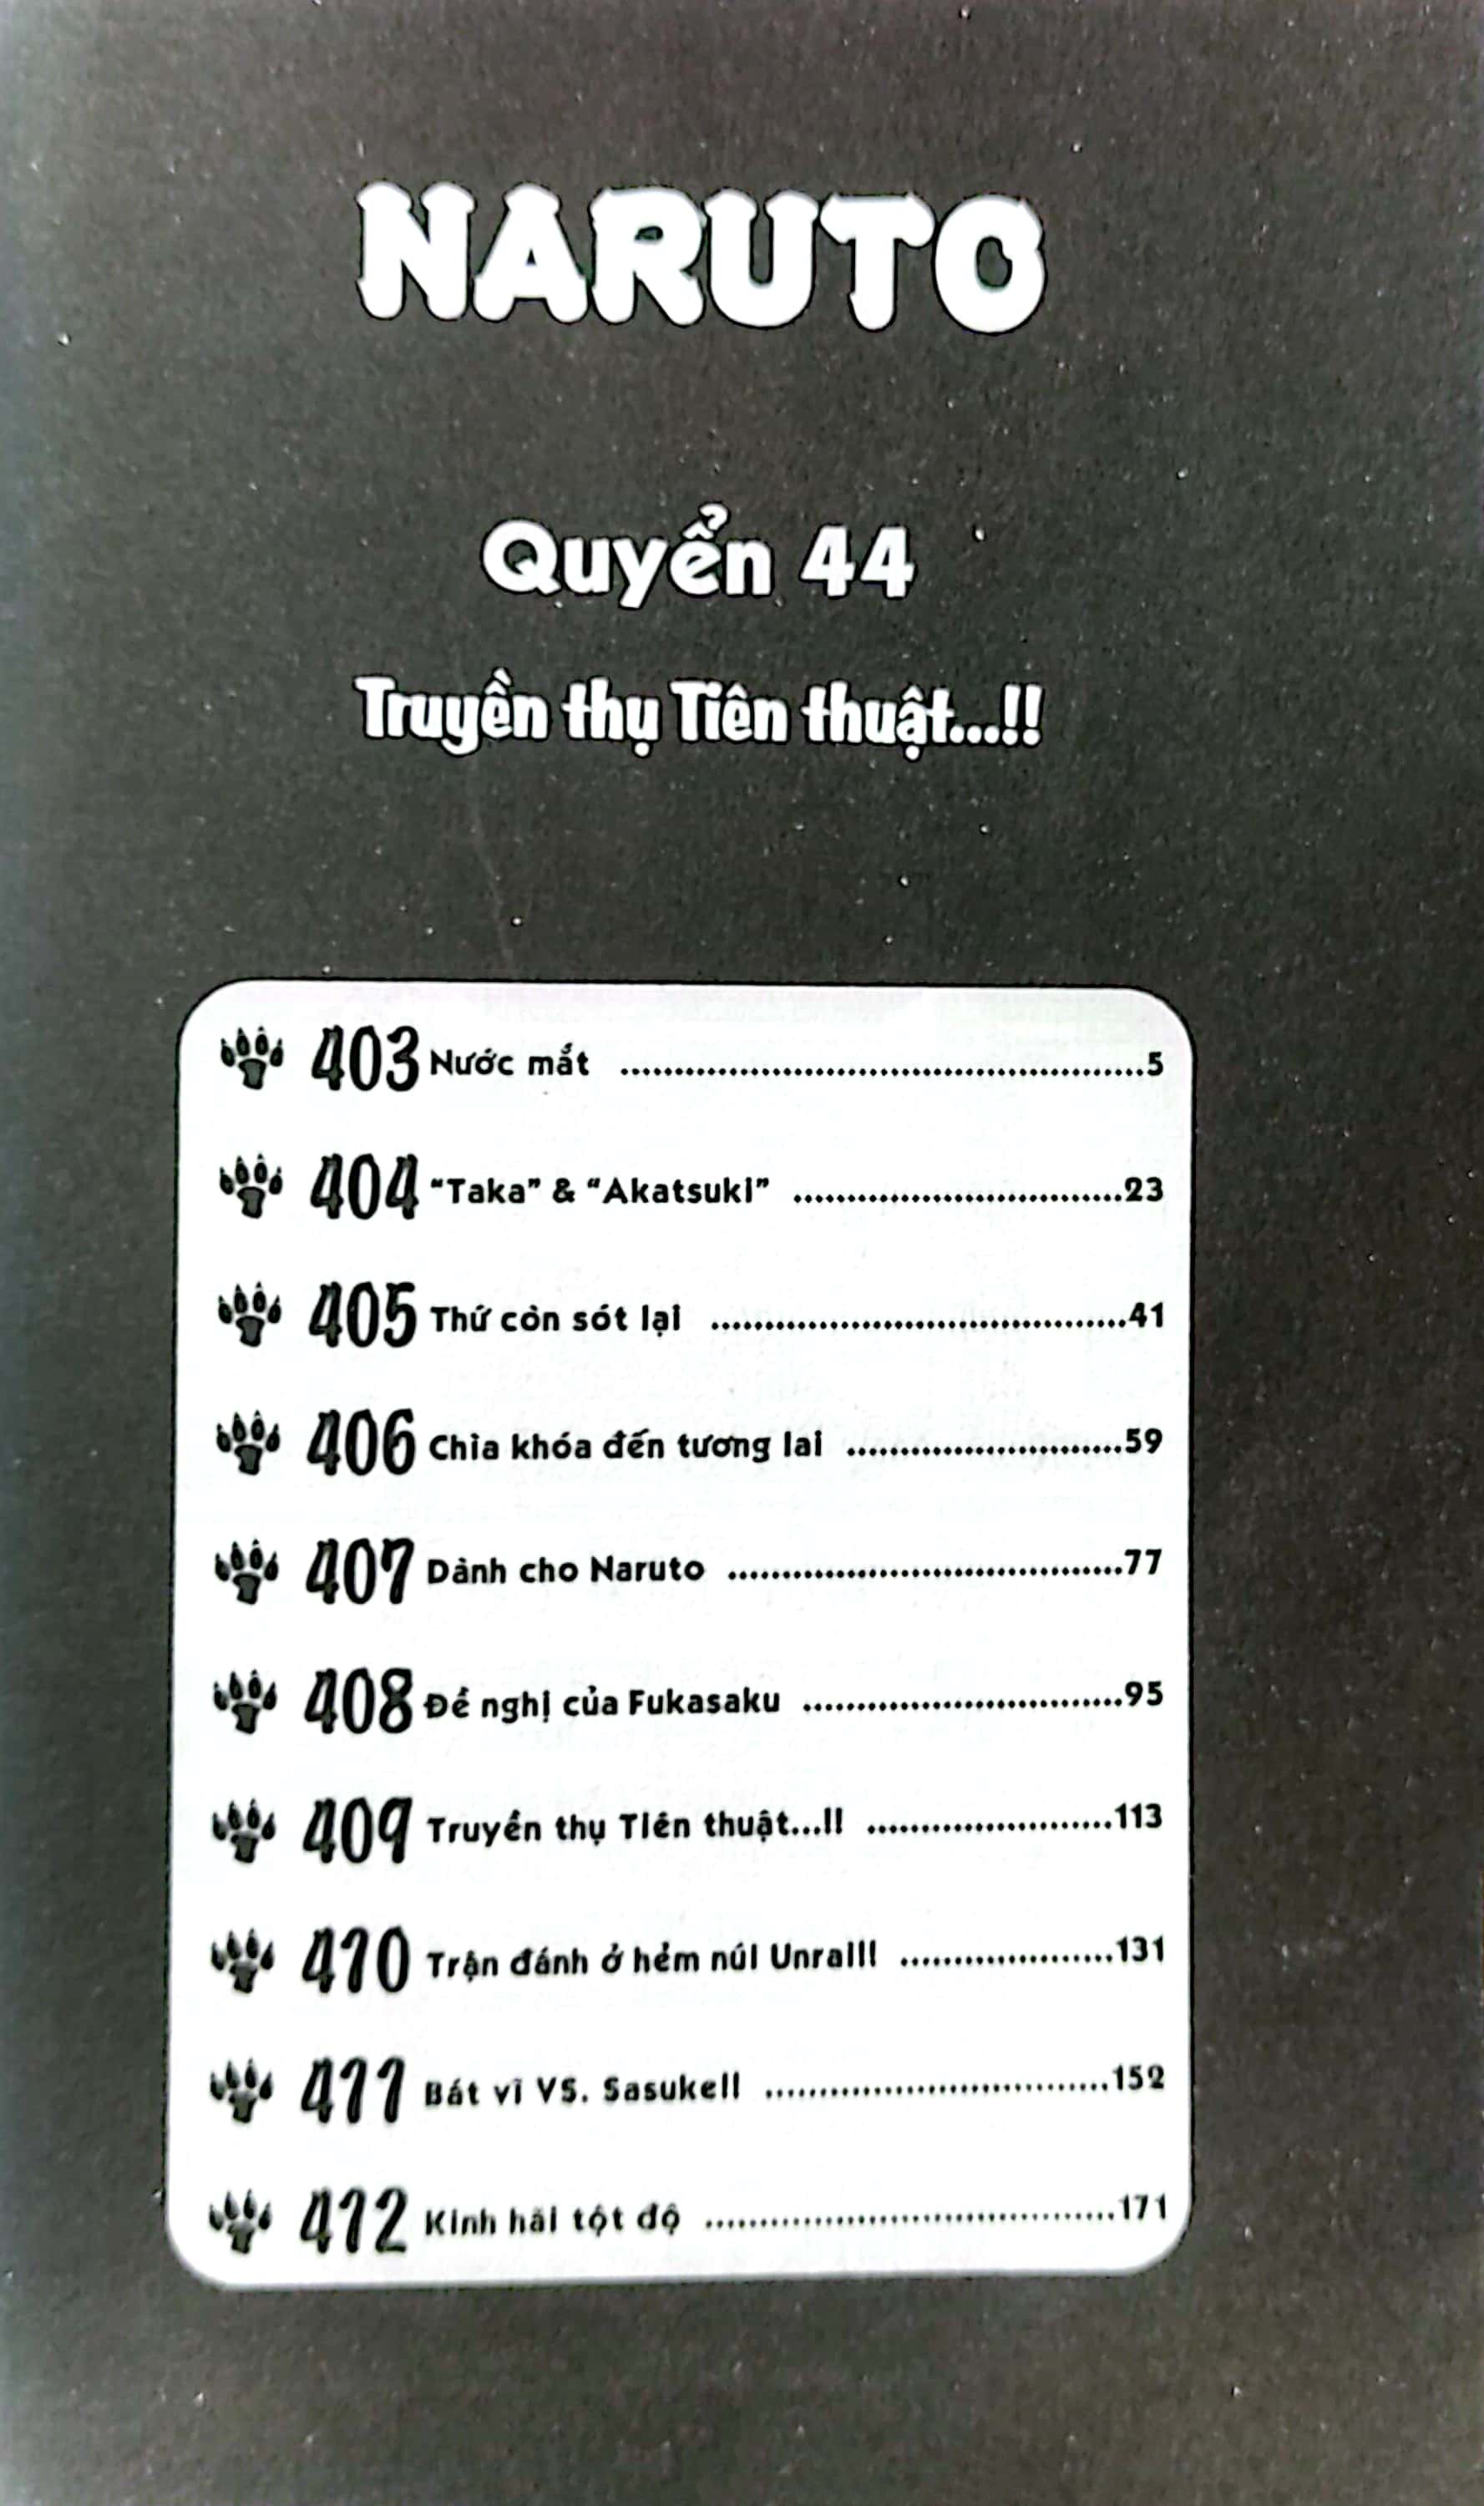 NARUTO
Quyển 44
Truyền thụ Tiên thuật...!!
403 Nước mắt ................................................. 5
404 "Taka" & "Akatsuki" ............................... 23
405 Thứ còn sót lại ....................................... 41
406 Chìa khóa đến tương lai .......................... 59
407 Dành cho Naruto ..................................... 77
408 Đề nghị của Fukasaku .............................. 95
409 Truyền thụ Tiên thuật...!! ....................... 113
410 Trận đánh ở hẻm núi Unrai!! .................... 131
411 Bát vĩ VS. Sasuke!! ................................ 152
412 Kinh hãi tột độ ...................................... 171